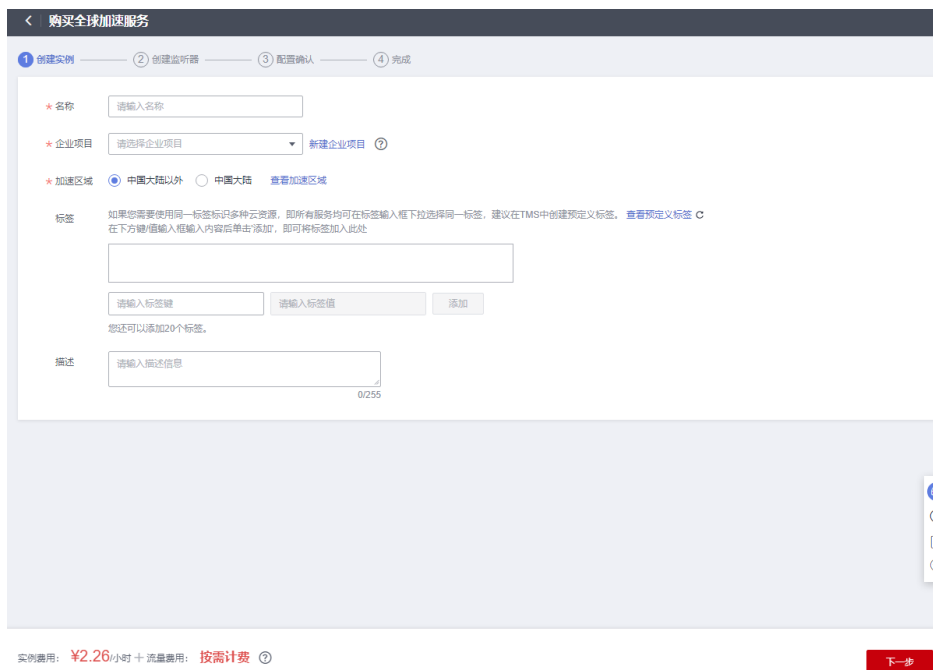 购买全球加速服务
1 创建实例 2 创建监听器 3 配置确认 4 完成
* 名称 请输入名称
* 企业项目 请选择企业项目 新建企业项目 ?
* 加速区域 中国大陆以外 中国大陆 查看加速区域
标签 如果您需要使用同一标签标识多种云资源，即所有服务均可在标签输入框下拉选择同一标签，建议在TMS中创建预定义标签。 查看预定义标签
在下方键/值输入框输入内容后单击'添加'，即可将标签加入此处
请输入标签键 请输入标签值 添加
您还可以添加20个标签。
描述 请输入描述信息
0/255
实例费用： ¥2.26/小时 + 流量费用： 按需计费 ? 下一步